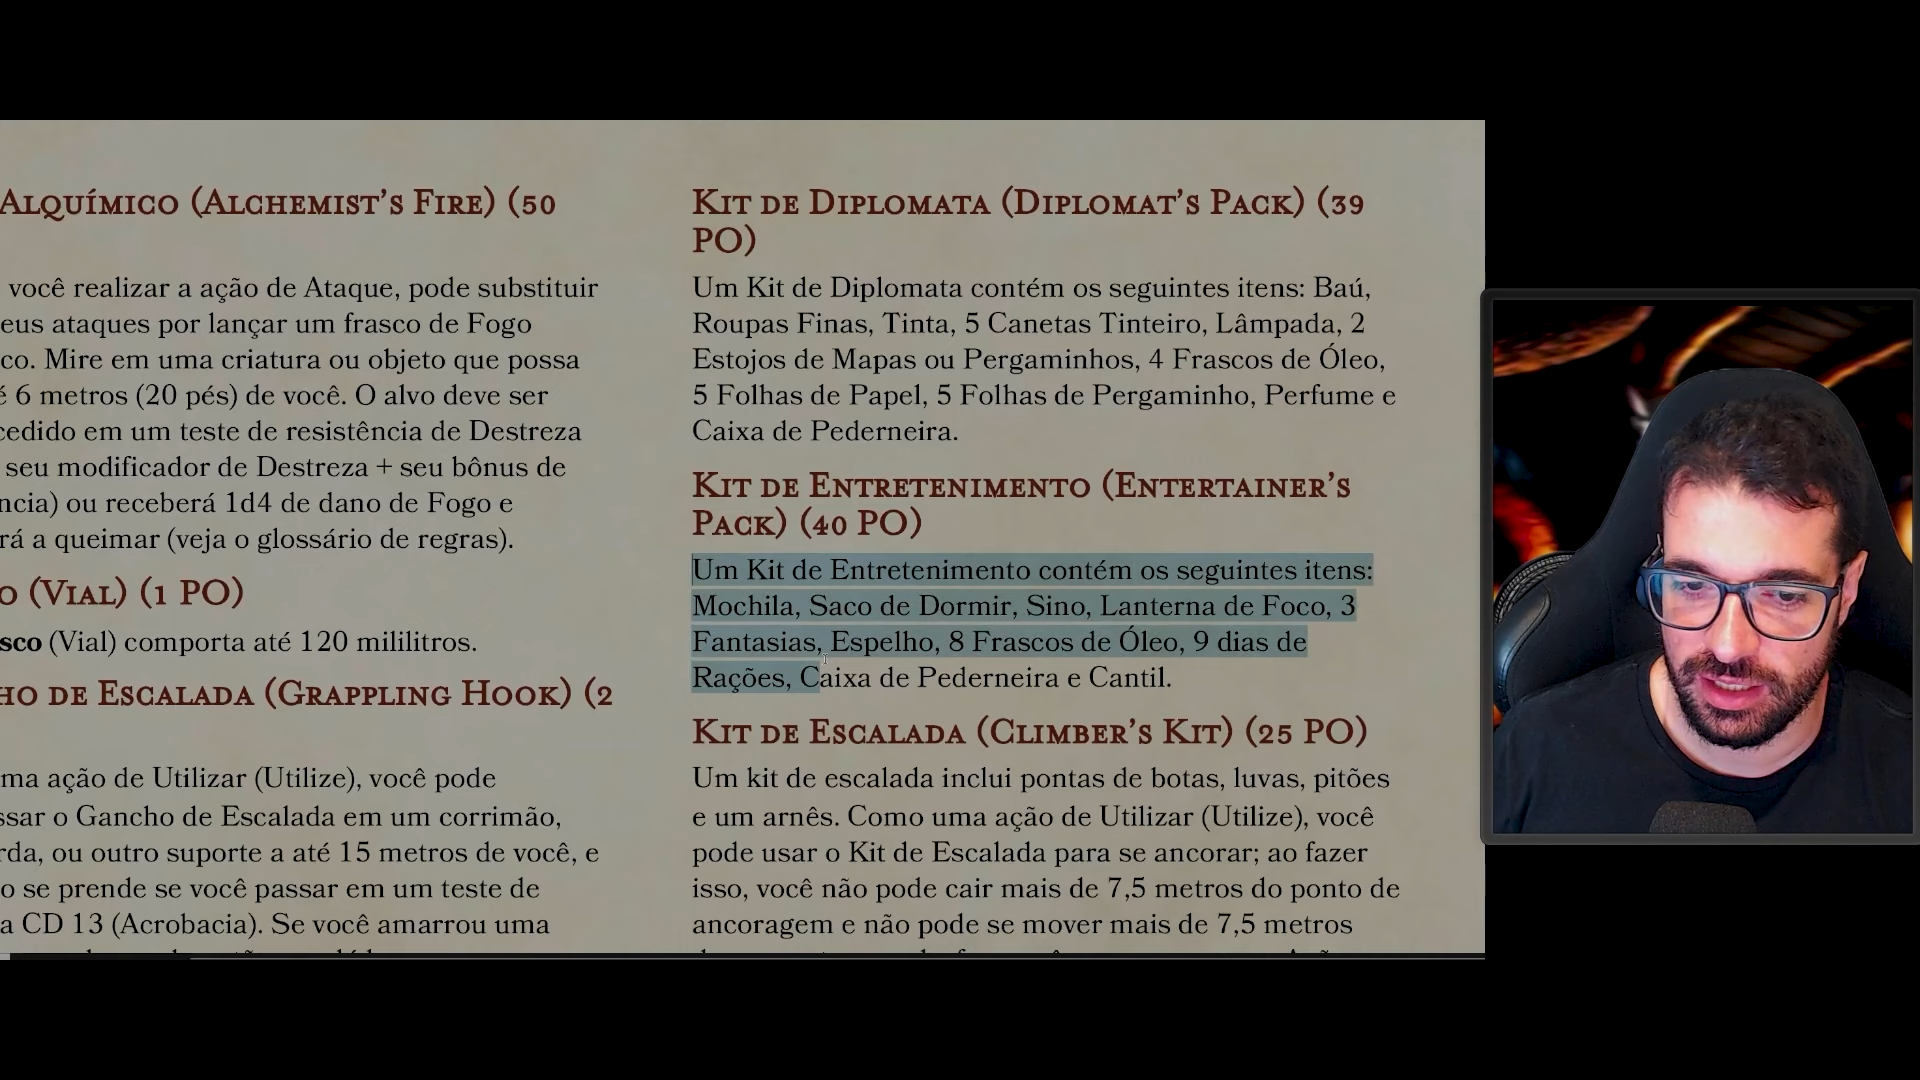 Alquímico (Alchemist's Fire) (50
você realizar a ação de Ataque, pode substituir
eus ataques por lançar um frasco de Fogo
co. Mire em uma criatura ou objeto que possa
é 6 metros (20 pés) de você. O alvo deve ser
cedido em um teste de resistência de Destreza
seu modificador de Destreza + seu bônus de
ncia) ou receberá 1d4 de dano de Fogo e
rá a queimar (veja o glossário de regras).
o (Vial) (1 PO)
sco (Vial) comporta até 120 mililitros.
ho de Escalada (Grappling Hook) (2
ma ação de Utilizar (Utilize), você pode
ssar o Gancho de Escalada em um corrimão,
rda, ou outro suporte a até 15 metros de você, e
o se prende se você passar em um teste de
a CD 13 (Acrobacia). Se você amarrou uma
Kit de Diplomata (Diplomat's Pack) (39
PO)
Um Kit de Diplomata contém os seguintes itens: Baú,
Roupas Finas, Tinta, 5 Canetas Tinteiro, Lâmpada, 2
Estojos de Mapas ou Pergaminhos, 4 Frascos de Óleo,
5 Folhas de Papel, 5 Folhas de Pergaminho, Perfume e
Caixa de Pederneira.
Kit de Entretenimento (Entertainer's
Pack) (40 PO)
Um Kit de Entretenimento contém os seguintes itens:
Mochila, Saco de Dormir, Sino, Lanterna de Foco, 3
Fantasias, Espelho, 8 Frascos de Óleo, 9 dias de
Rações, Caixa de Pederneira e Cantil.
Kit de Escalada (Climber's Kit) (25 PO)
Um kit de escalada inclui pontas de botas, luvas, pitões
e um arnês. Como uma ação de Utilizar (Utilize), você
pode usar o Kit de Escalada para se ancorar; ao fazer
isso, você não pode cair mais de 7,5 metros do ponto de
ancoragem e não pode se mover mais de 7,5 metros